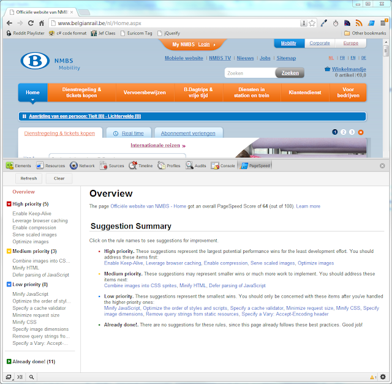 Officiële website van NMBS
www.belgianrail.be/nl/Home.aspx
Reddit Playlister
cf-code format
HF Class
Euricom Tag
jQueryify
Other bookmarks
My NMBS Login
Mobility
Corporate
Europe
B
NMBS
Mobility
Mobiele website
NMBS TV
Nieuws
Jobs
Sitemap
NL FR DE EN
Winkelmandje
0 artikel / €0,0
Zoeken
Zoeken
Home
Dienstregeling & tickets kopen
Vervoersbewijzen
B-Dagtrips & vrije tijd
Diensten in station en trein
Klantendienst
Voor bedrijven
Aanrijding van een persoon: Tielt (B) - Lichtervelde (B)
Dienstregeling & tickets kopen
Real time
Abonnement verlengen
Internationale reizen
Elements
Resources
Network
Sources
Timeline
Profiles
Audits
Console
PageSpeed
Refresh
Clear
Overview
High priority (5)
Enable Keep-Alive
Leverage browser caching
Enable compression
Serve scaled images
Optimize images
Medium priority (3)
Combine images into CSS...
Minify HTML
Defer parsing of JavaScript
Low priority (8)
Minify JavaScript
Optimize the order of styl...
Specify a cache validator
Minimize request size
Minify CSS
Specify image dimensions
Remove query strings fro...
Specify a Vary: Accept-...
Already done! (11)
Overview
The page Officiële website van NMBS - Home got an overall PageSpeed Score of 64 (out of 100). Learn more
Suggestion Summary
Click on the rule names to see suggestions for improvement.
High priority. These suggestions represent the largest potential performance wins for the least development effort. You should
address these items first:
Enable Keep-Alive, Leverage browser caching, Enable compression, Serve scaled images, Optimize images
Medium priority. These suggestions may represent smaller wins or much more work to implement. You should address these items
next:
Combine images into CSS sprites, Minify HTML, Defer parsing of JavaScript
Low priority. These suggestions represent the smallest wins. You should only be concerned with these items after you've handled
the higher priority ones:
Minify JavaScript, Optimize the order of styles and scripts, Specify a cache validator, Minimize request size, Minify CSS, Specify
image dimensions, Remove query strings from static resources, Specify a Vary: Accept-Encoding header
Already done!. There are no suggestions for these rules, since this page already follows these best practices. Good job!